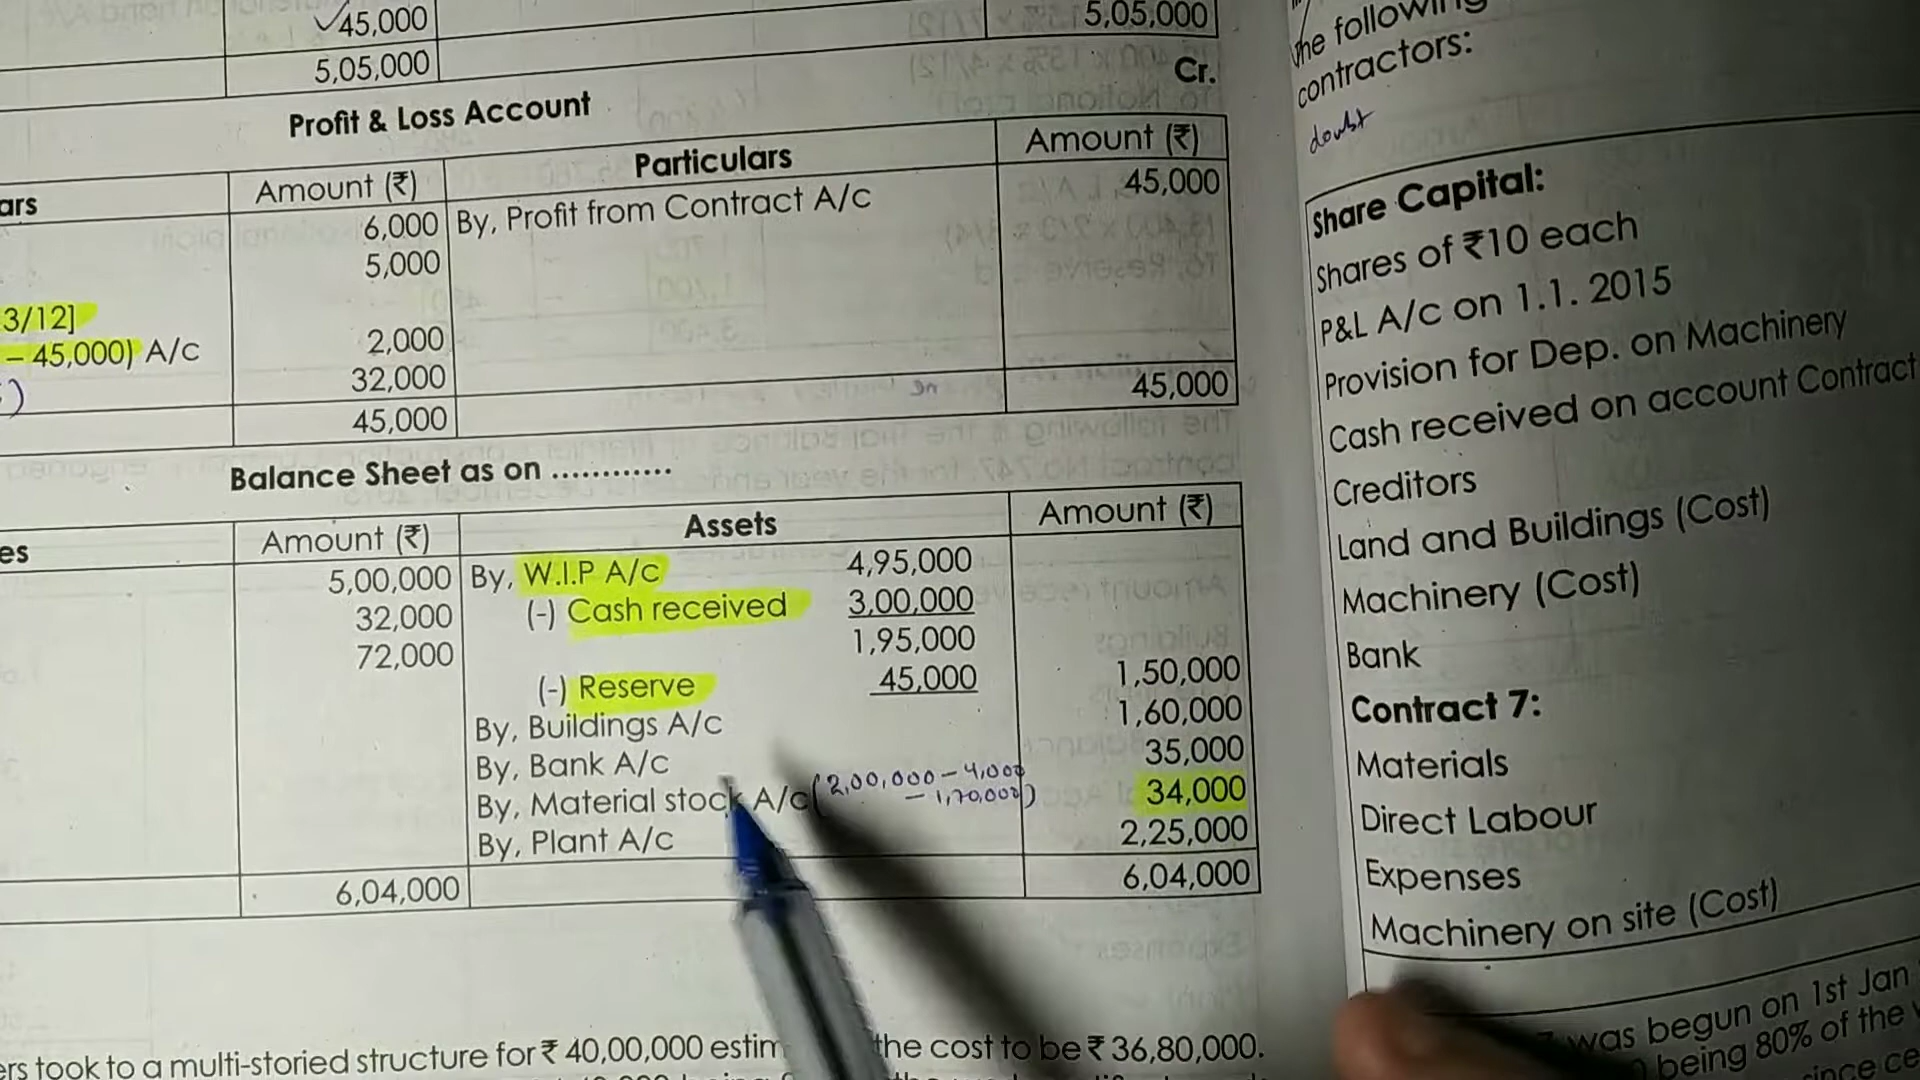 45,000
5,05,000
5,05,000
Profit & Loss Account
Cr.
ars
Amount (₹)
Particulars
Amount (₹)
6,000
By, Profit from Contract A/c
45,000
5,000
3/12]
2,000
– 45,000) A/c
32,000
45,000
45,000
Balance Sheet as on ............
es
Amount (₹)
Assets
Amount (₹)
5,00,000
By, W.I.P A/c
4,95,000
32,000
(-) Cash received
3,00,000
72,000
1,95,000
(-) Reserve
45,000
1,50,000
By, Buildings A/c
1,60,000
By, Bank A/c
35,000
By, Material stock A/c (2,00,000 – 4,000
– 1,70,000)
34,000
By, Plant A/c
2,25,000
6,04,000
6,04,000
ers took to a multi-storied structure for ₹ 40,00,000 estim the cost to be ₹ 36,80,000.
the following
contractors:
doubt
Share Capital:
Shares of ₹10 each
P&L A/c on 1.1. 2015
Provision for Dep. on Machinery
Cash received on account Contract
Creditors
Land and Buildings (Cost)
Machinery (Cost)
Bank
Contract 7:
Materials
Direct Labour
Expenses
Machinery on site (Cost)
was begun on 1st Jan
being 80% of the
since ce